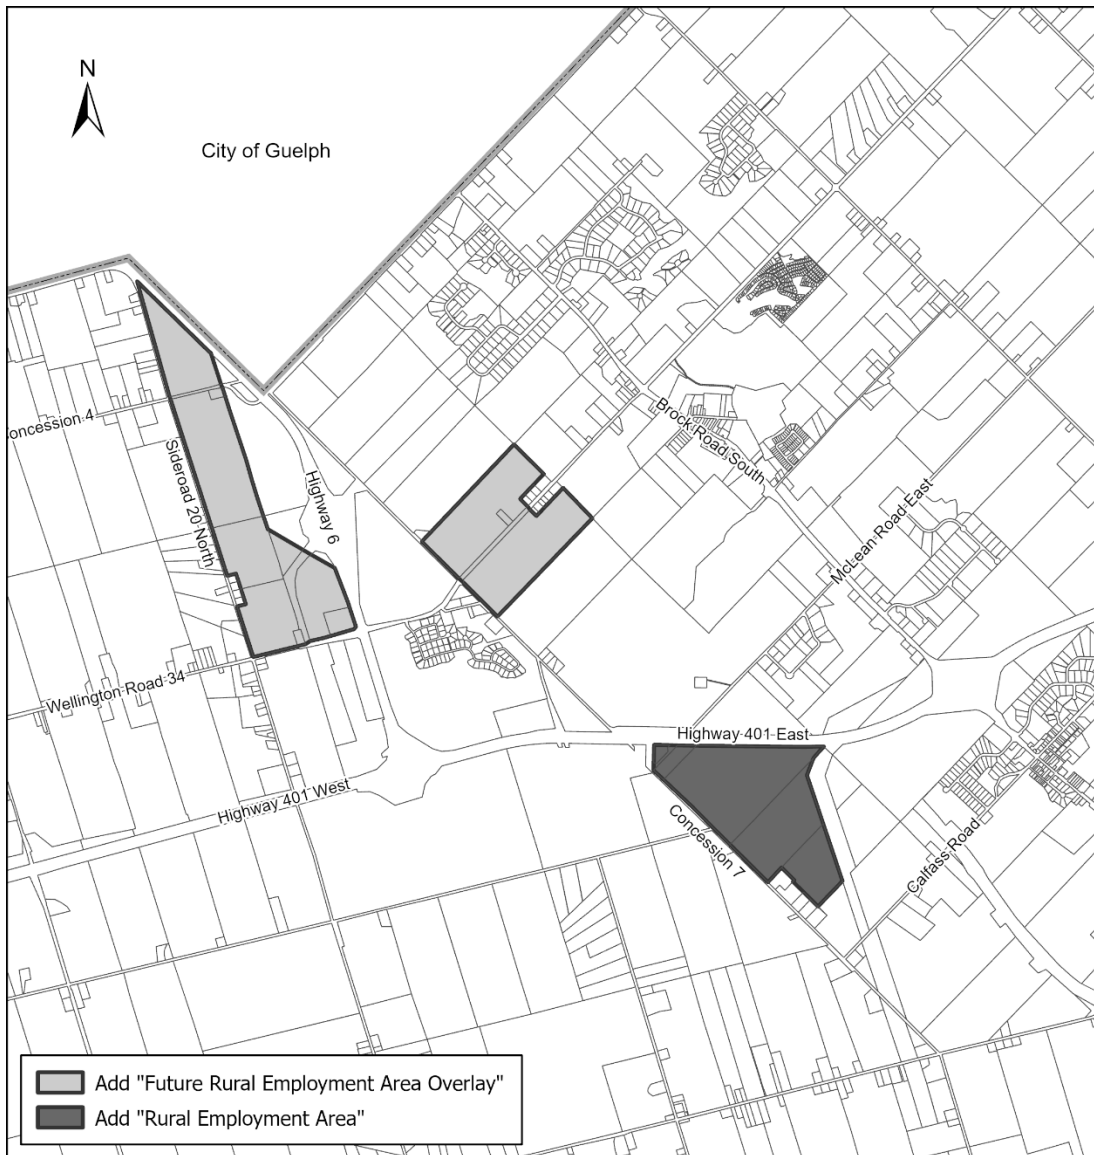 N
City of Guelph
Concession 4
Sideroad 20 North
Highway 6
Brock Road South
McLean Road East
Wellington Road 34
Highway 401 East
Highway 401 West
Concession 7
Calfass Road
Add "Future Rural Employment Area Overlay"
Add "Rural Employment Area"